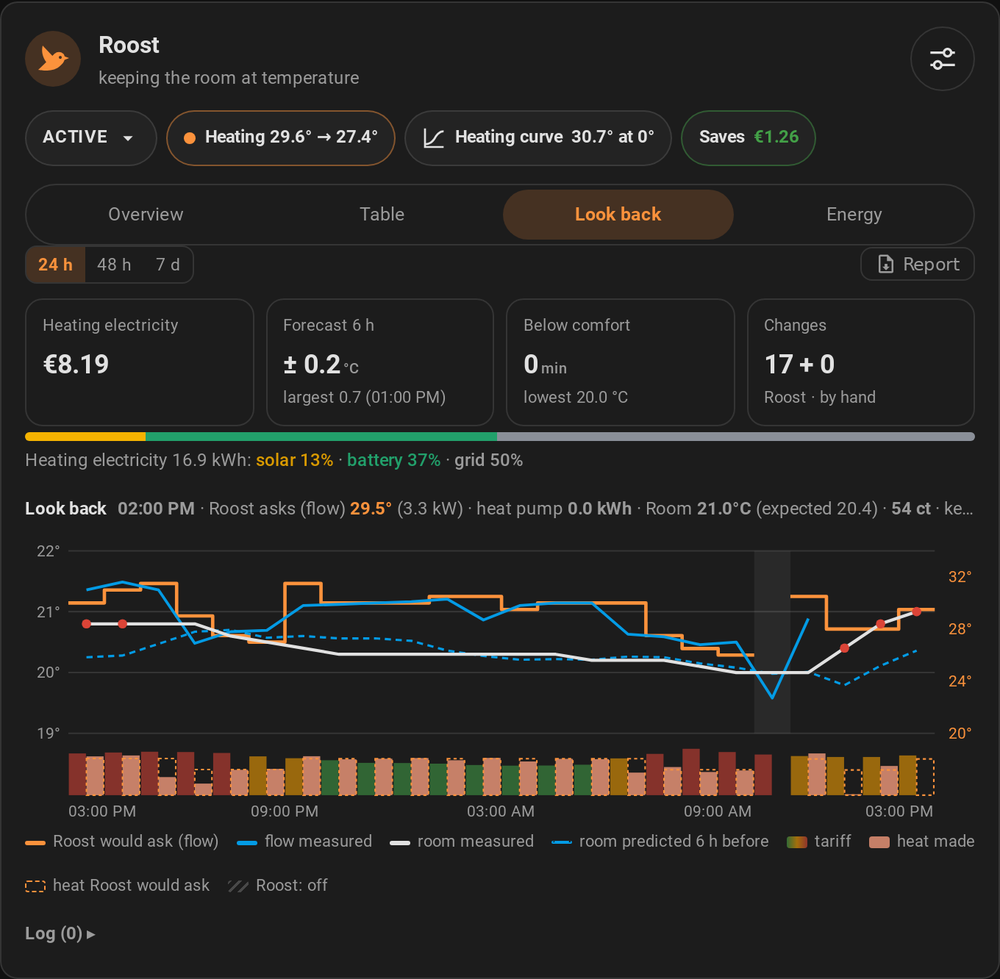 Roost
keeping the room at temperature
ACTIVE
Heating 29.6° → 27.4°
Heating curve 30.7° at 0°
Saves €1.26
Overview
Table
Look back
Energy
24 h
48 h
7 d
Report
Heating electricity
€8.19
Forecast 6 h
± 0.2 °C
largest 0.7 (01:00 PM)
Below comfort
0 min
lowest 20.0 °C
Changes
17 + 0
Roost · by hand
Heating electricity 16.9 kWh: solar 13% · battery 37% · grid 50%
Look back 02:00 PM · Roost asks (flow) 29.5° (3.3 kW) · heat pump 0.0 kWh · Room 21.0°C (expected 20.4) · 54 ct · ke…
22°
21°
20°
19°
32°
28°
24°
20°
03:00 PM
09:00 PM
03:00 AM
09:00 AM
03:00 PM
Roost would ask (flow)
flow measured
room measured
room predicted 6 h before
tariff
heat made
heat Roost would ask
Roost: off
Log (0) ▸